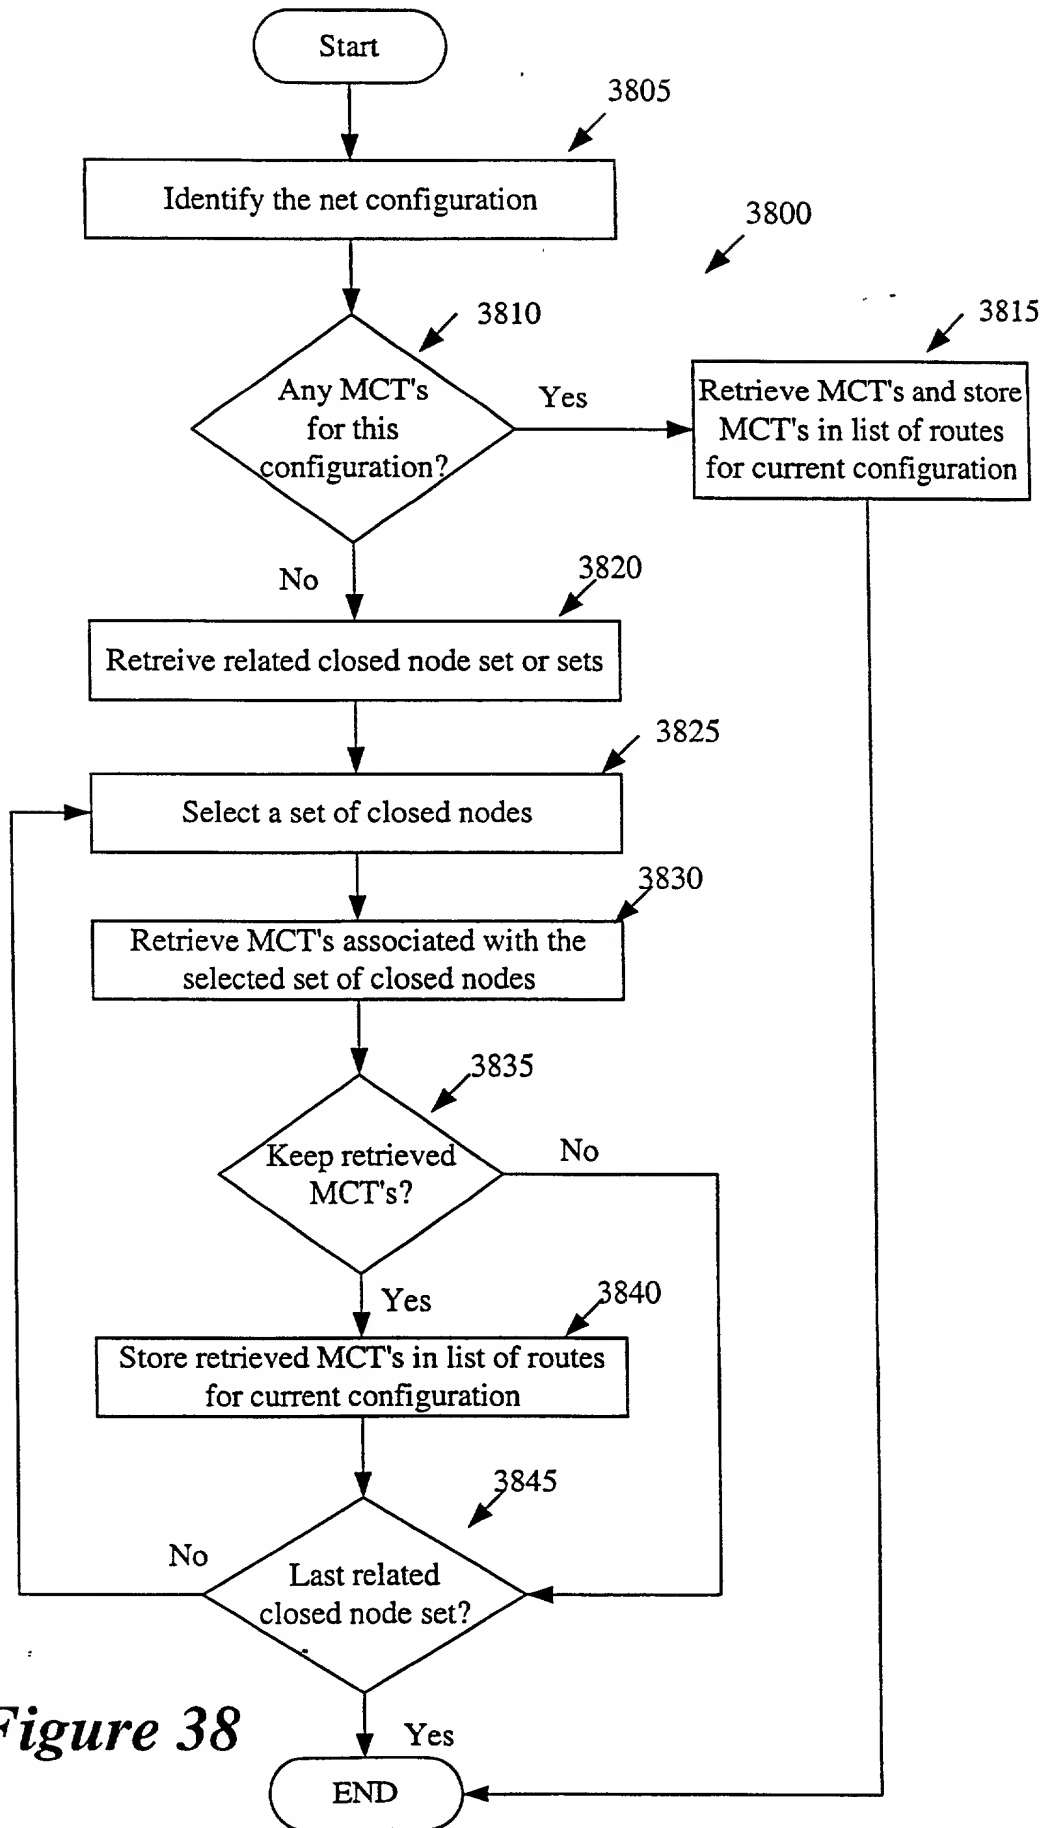 Start
3805
Identify the net configuration
3800
3810
3815
Any MCT's
for this
configuration?
Yes
Retrieve MCT's and store
MCT's in list of routes
for current configuration
No
3820
Retreive related closed node set or sets
3825
Select a set of closed nodes
3830
Retrieve MCT's associated with the
selected set of closed nodes
3835
Keep retrieved
MCT's?
No
Yes
3840
Store retrieved MCT's in list of routes
for current configuration
3845
No
Last related
closed node set?
Figure 38
Yes
END